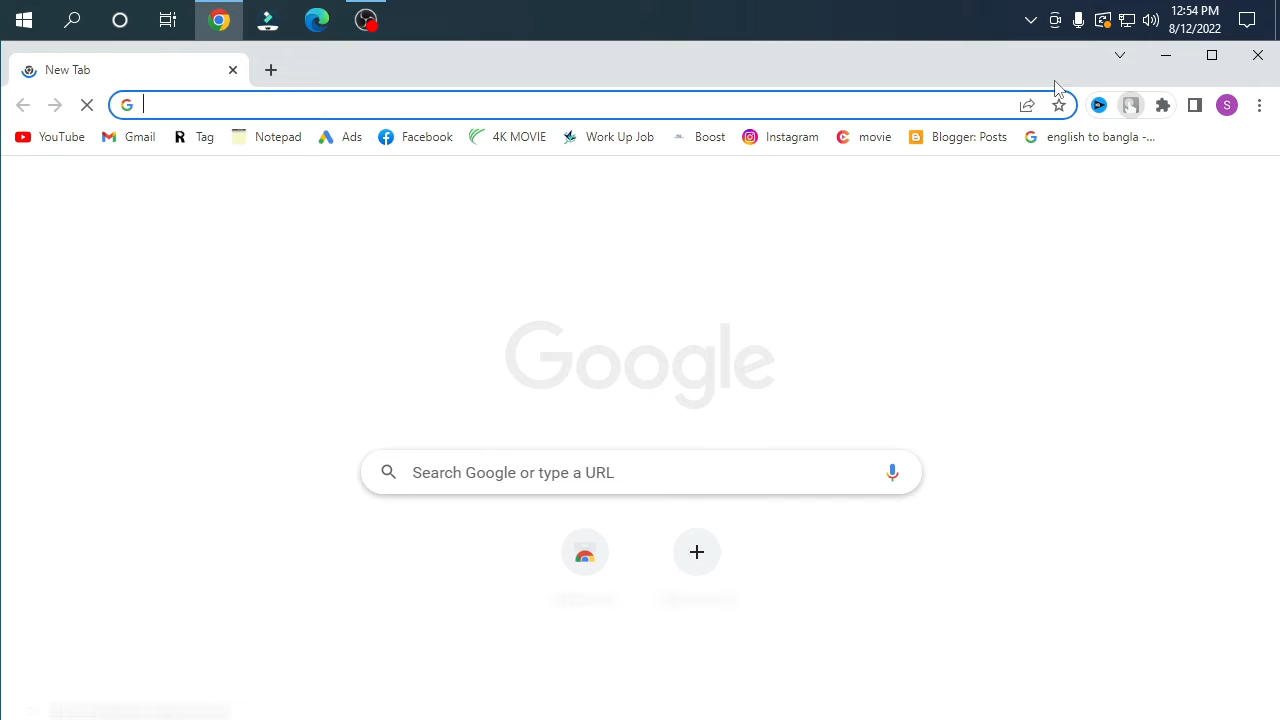 12:54 PM
8/12/2022
New Tab
YouTube Gmail Tag Notepad Ads Facebook 4K MOVIE Work Up Job Boost Instagram movie Blogger: Posts english to bangla -...
S
Google
Search Google or type a URL